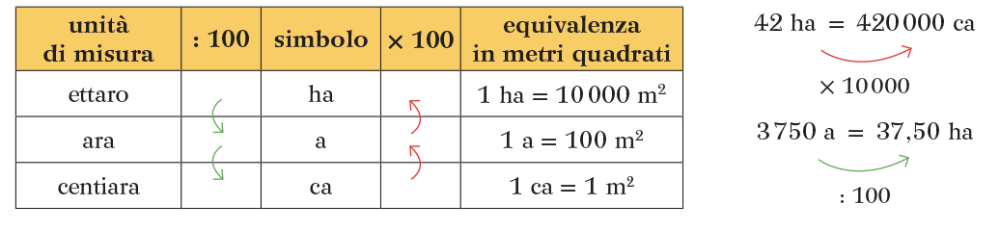 unità
di misura
: 100
simbolo
× 100
equivalenza
in metri quadrati
ettaro
ha
1 ha = 10 000 m²
ara
a
1 a = 100 m²
centiara
ca
1 ca = 1 m²
42 ha = 420 000 ca
× 10 000
3 750 a = 37,50 ha
: 100